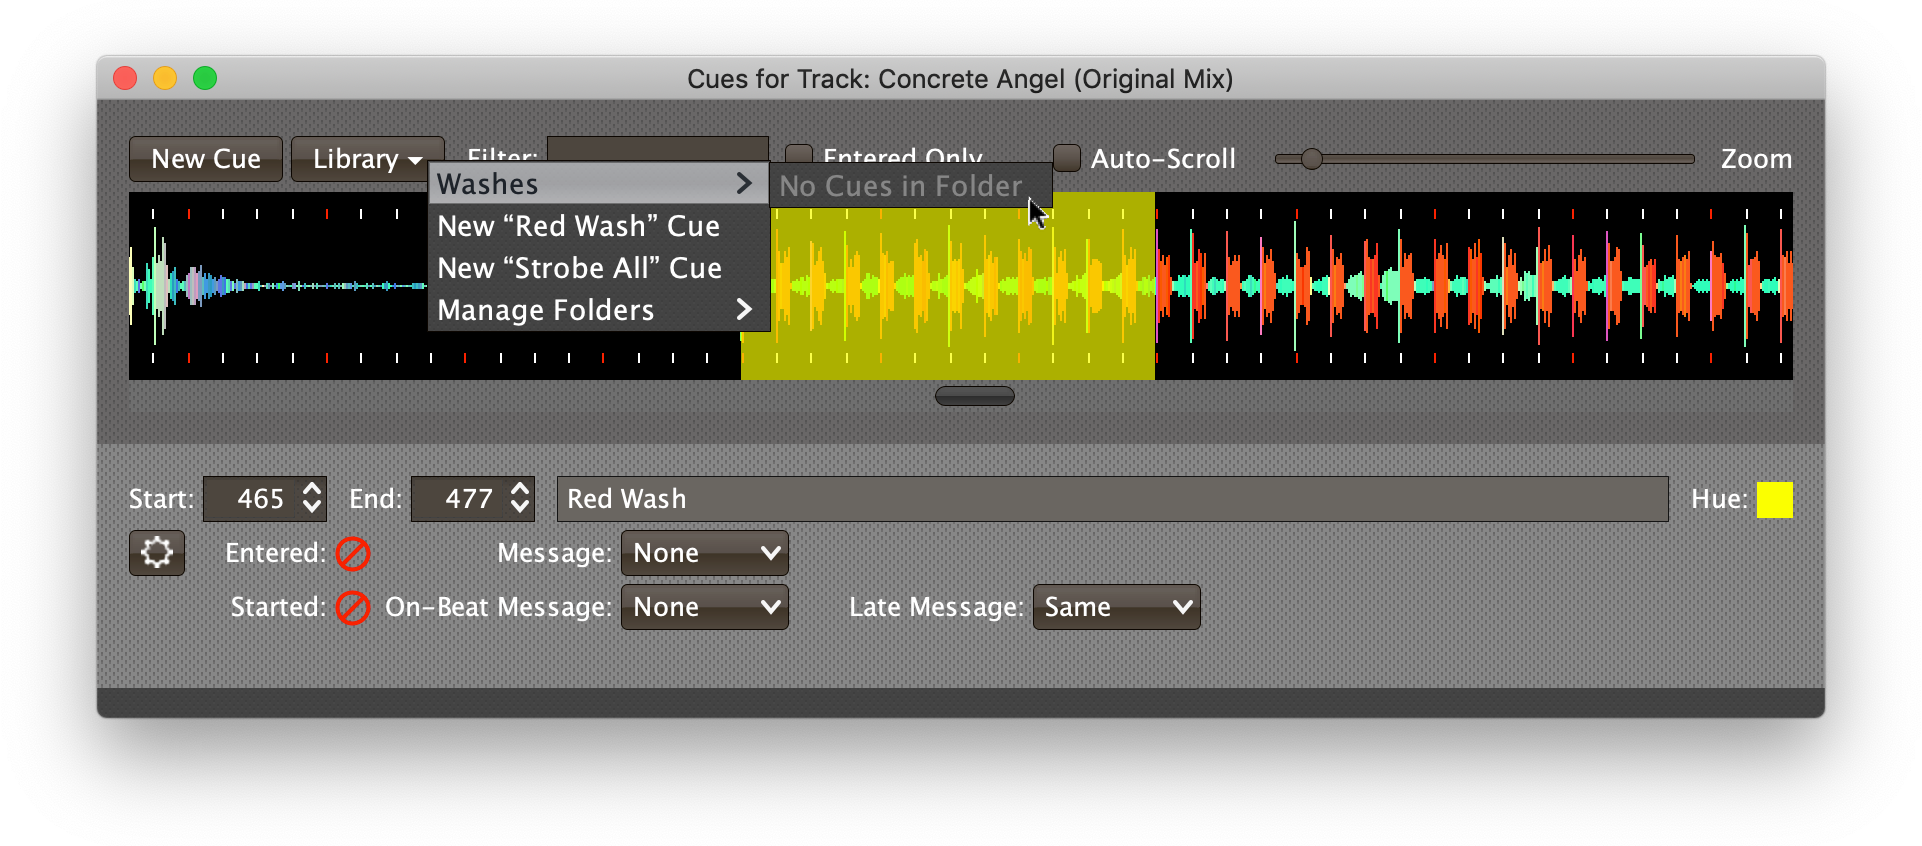 Cues for Track: Concrete Angel (Original Mix)
New Cue Library Filter: Entered Only Auto-Scroll Zoom
Washes No Cues in Folder
New “Red Wash” Cue
New “Strobe All” Cue
Manage Folders
Start: 465 End: 477 Red Wash Hue:
Entered: Message: None
Started: On-Beat Message: None Late Message: Same